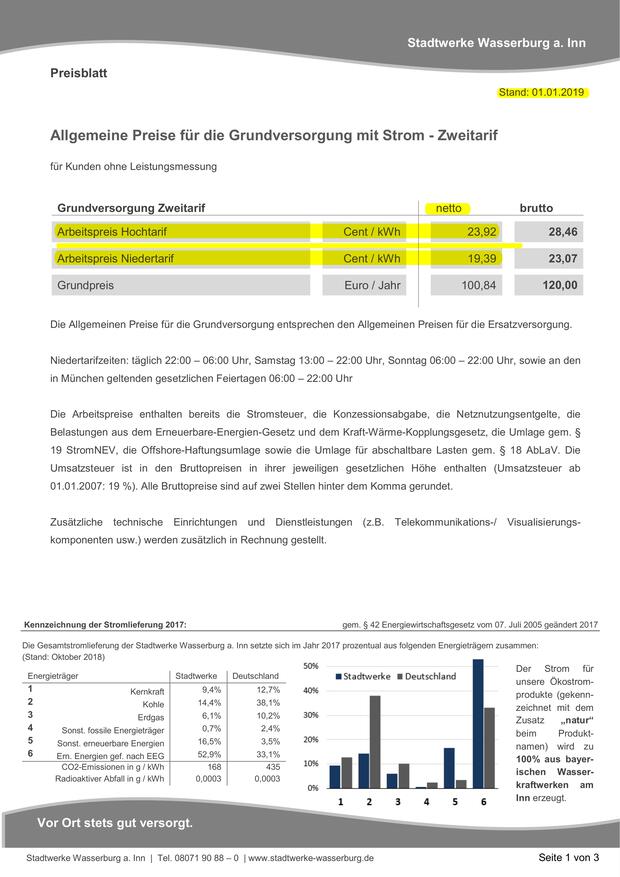 Stadtwerke Wasserburg a. Inn
Preisblatt
Stand: 01.01.2019
Allgemeine Preise für die Grundversorgung mit Strom - Zweitarif
für Kunden ohne Leistungsmessung
Grundversorgung Zweitarif netto brutto
Arbeitspreis Hochtarif Cent / kWh 23,92 28,46
Arbeitspreis Niedertarif Cent / kWh 19,39 23,07
Grundpreis Euro / Jahr 100,84 120,00
Die Allgemeinen Preise für die Grundversorgung entsprechen den Allgemeinen Preisen für die Ersatzversorgung.
Niedertarifzeiten: täglich 22:00 – 06:00 Uhr, Samstag 13:00 – 22:00 Uhr, Sonntag 06:00 – 22:00 Uhr, sowie an den
in München geltenden gesetzlichen Feiertagen 06:00 – 22:00 Uhr
Die Arbeitspreise enthalten bereits die Stromsteuer, die Konzessionsabgabe, die Netznutzungsentgelte, die
Belastungen aus dem Erneuerbare-Energien-Gesetz und dem Kraft-Wärme-Kopplungsgesetz, die Umlage gem. §
19 StromNEV, die Offshore-Haftungsumlage sowie die Umlage für abschaltbare Lasten gem. § 18 AbLaV. Die
Umsatzsteuer ist in den Bruttopreisen in ihrer jeweiligen gesetzlichen Höhe enthalten (Umsatzsteuer ab
01.01.2007: 19 %). Alle Bruttopreise sind auf zwei Stellen hinter dem Komma gerundet.
Zusätzliche technische Einrichtungen und Dienstleistungen (z.B. Telekommunikations-/ Visualisierungs-
komponenten usw.) werden zusätzlich in Rechnung gestellt.
Kennzeichnung der Stromlieferung 2017: gem. § 42 Energiewirtschaftsgesetz vom 07. Juli 2005 geändert 2017
Die Gesamtstromlieferung der Stadtwerke Wasserburg a. Inn setzte sich im Jahr 2017 prozentual aus folgenden Energieträgern zusammen:
(Stand: Oktober 2018)
Energieträger Stadtwerke Deutschland
1 Kernkraft 9,4% 12,7%
2 Kohle 14,4% 38,1%
3 Erdgas 6,1% 10,2%
4 Sonst. fossile Energieträger 0,7% 2,4%
5 Sonst. erneuerbare Energien 16,5% 3,5%
6 Ern. Energien gef. nach EEG 52,9% 33,1%
CO2-Emissionen in g / kWh 168 435
Radioaktiver Abfall in g / kWh 0,0003 0,0003
50%
Stadtwerke Deutschland
40%
30%
20%
10%
0%
1 2 3 4 5 6
Der Strom für
unsere Ökostrom-
produkte (gekenn-
zeichnet mit dem
Zusatz „natur“
beim Produkt-
namen) wird zu
100% aus bayer-
ischen Wasser-
kraftwerken am
Inn erzeugt.
Vor Ort stets gut versorgt.
Stadtwerke Wasserburg a. Inn | Tel. 08071 90 88 – 0 | www.stadtwerke-wasserburg.de Seite 1 von 3